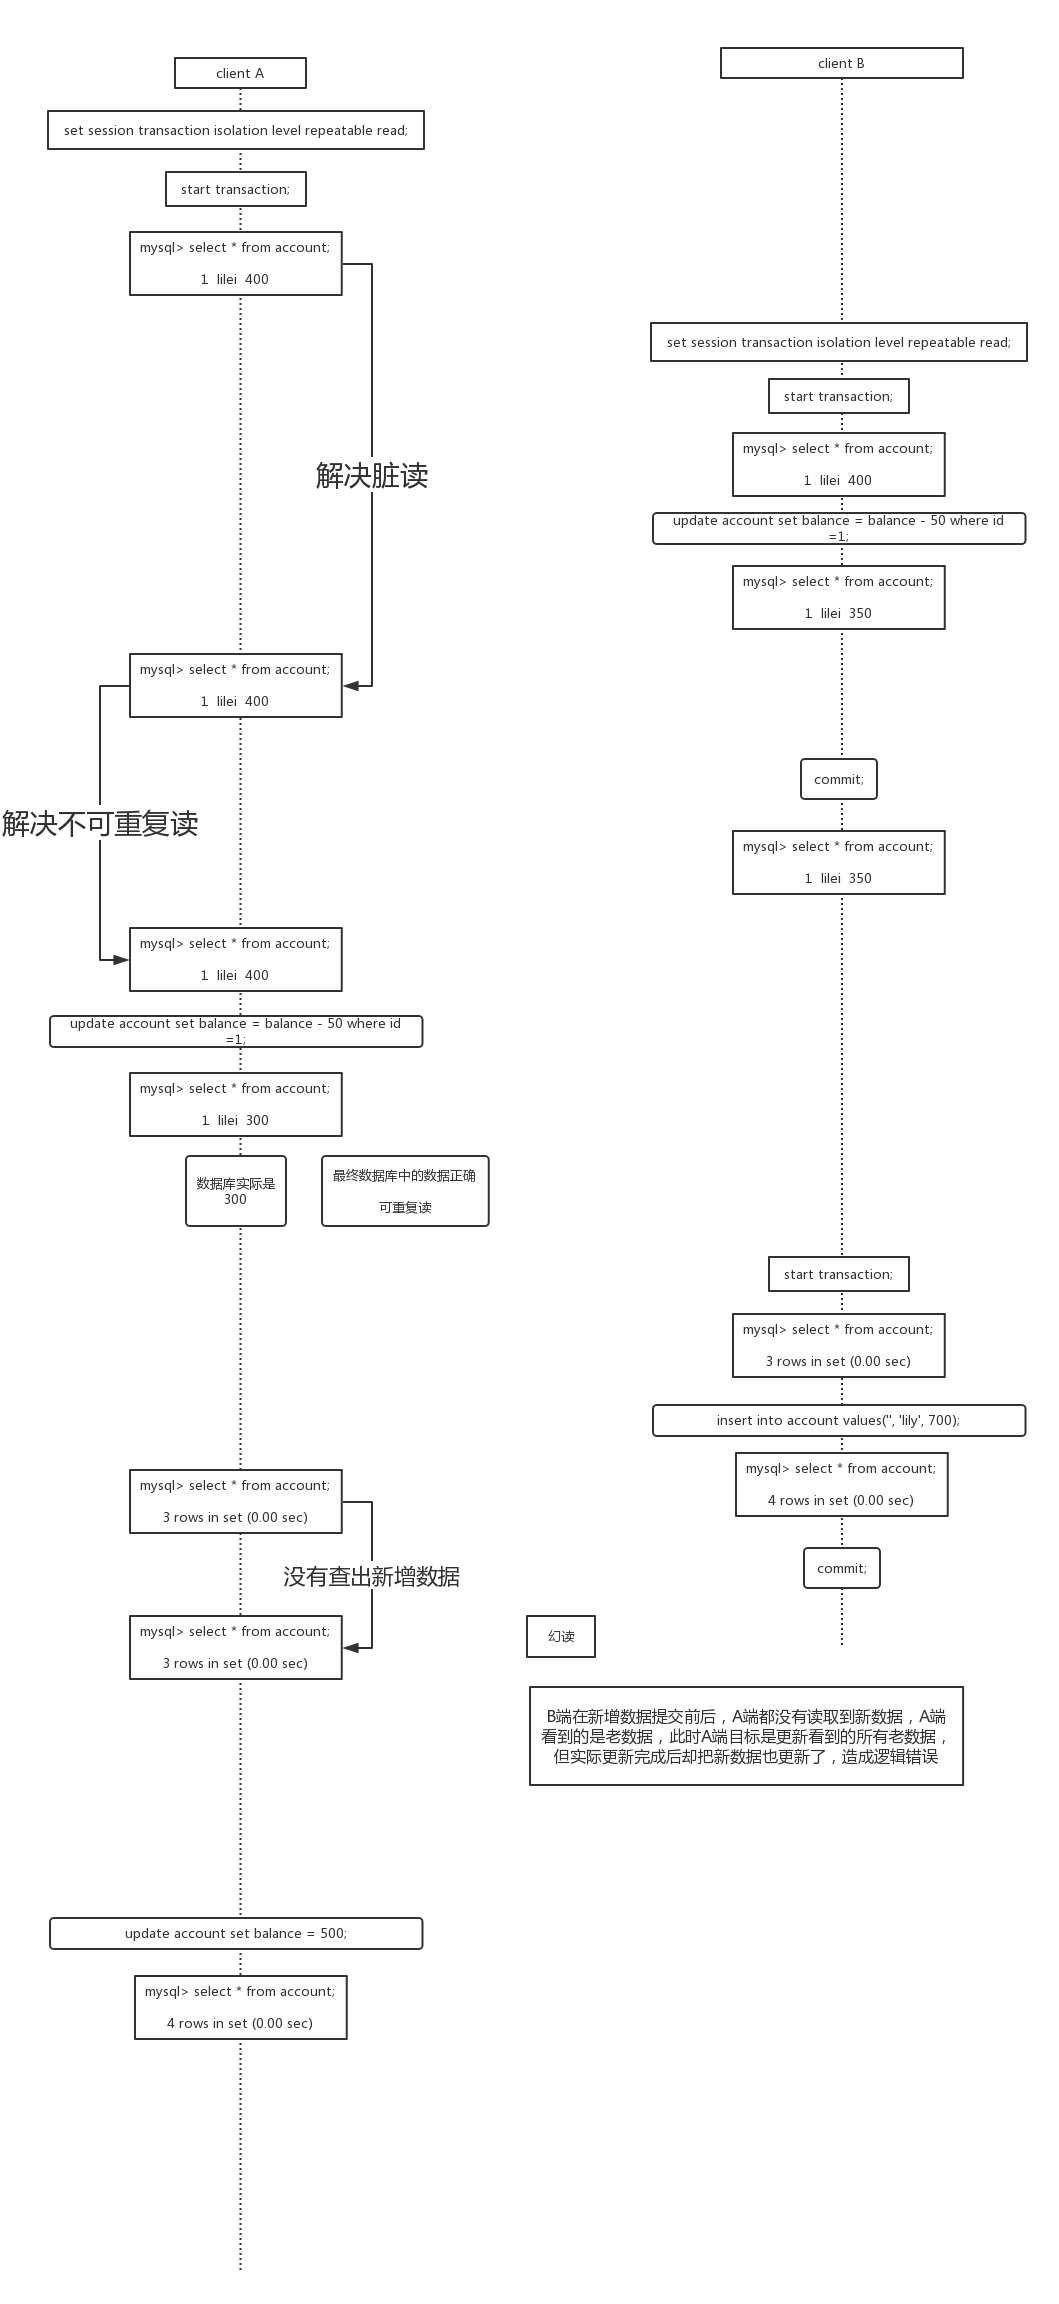 client A
client B
set session transaction isolation level repeatable read;
start transaction;
mysql> select * from account;
1  lilei  400
set session transaction isolation level repeatable read;
start transaction;
mysql> select * from account;
1  lilei  400
解决脏读
update account set balance = balance - 50 where id
=1;
mysql> select * from account;
1  lilei  350
mysql> select * from account;
1  lilei  400
commit;
解决不可重复读
mysql> select * from account;
1  lilei  350
mysql> select * from account;
1  lilei  400
update account set balance = balance - 50 where id
=1;
mysql> select * from account;
1  lilei  300
数据库实际是
300
最终数据库中的数据正确
可重复读
start transaction;
mysql> select * from account;
3 rows in set (0.00 sec)
insert into account values('', 'lily', 700);
mysql> select * from account;
4 rows in set (0.00 sec)
mysql> select * from account;
3 rows in set (0.00 sec)
commit;
没有查出新增数据
mysql> select * from account;
3 rows in set (0.00 sec)
幻读
B端在新增数据提交前后，A端都没有读取到新数据，A端
看到的是老数据，此时A端目标是更新看到的所有老数据，
但实际更新完成后却把新数据也更新了，造成逻辑错误
update account set balance = 500;
mysql> select * from account;
4 rows in set (0.00 sec)